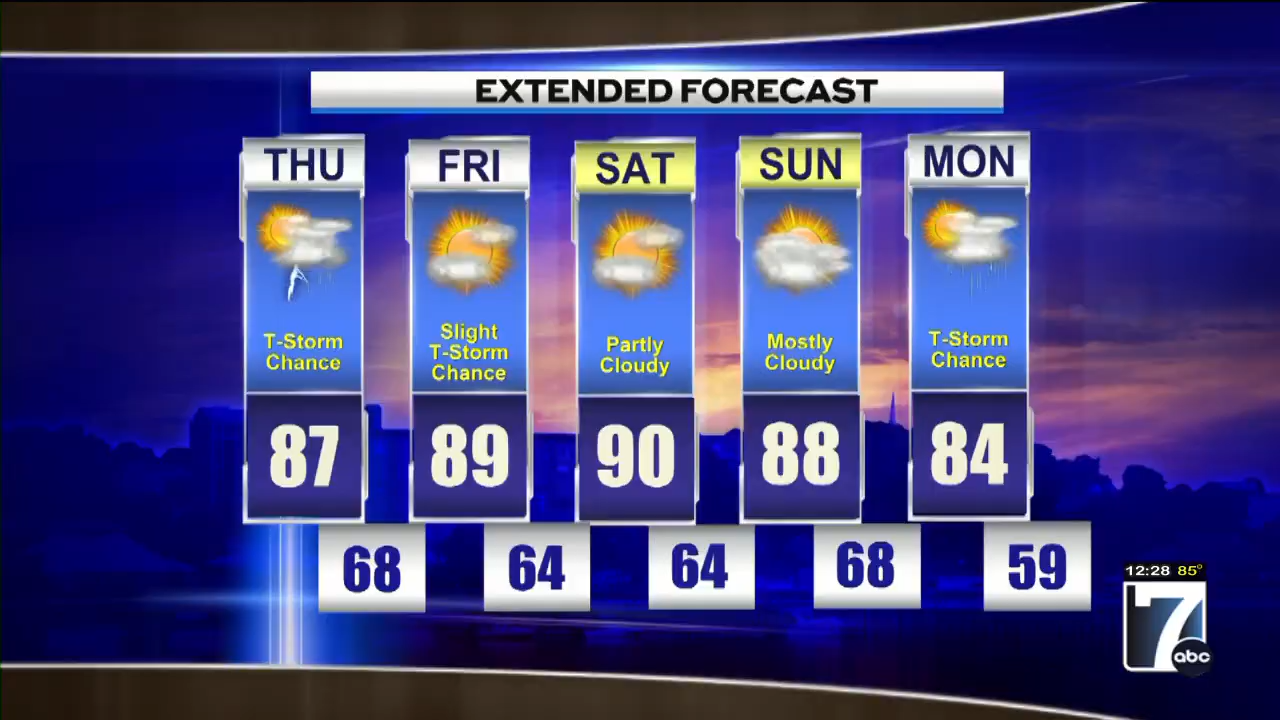 EXTENDED FORECAST
THU
FRI
SAT
SUN
MON
T-Storm
Chance
Slight
T-Storm
Chance
Partly
Cloudy
Mostly
Cloudy
T-Storm
Chance
87
89
90
88
84
68
64
64
68
59
12:28 85°
7
abc